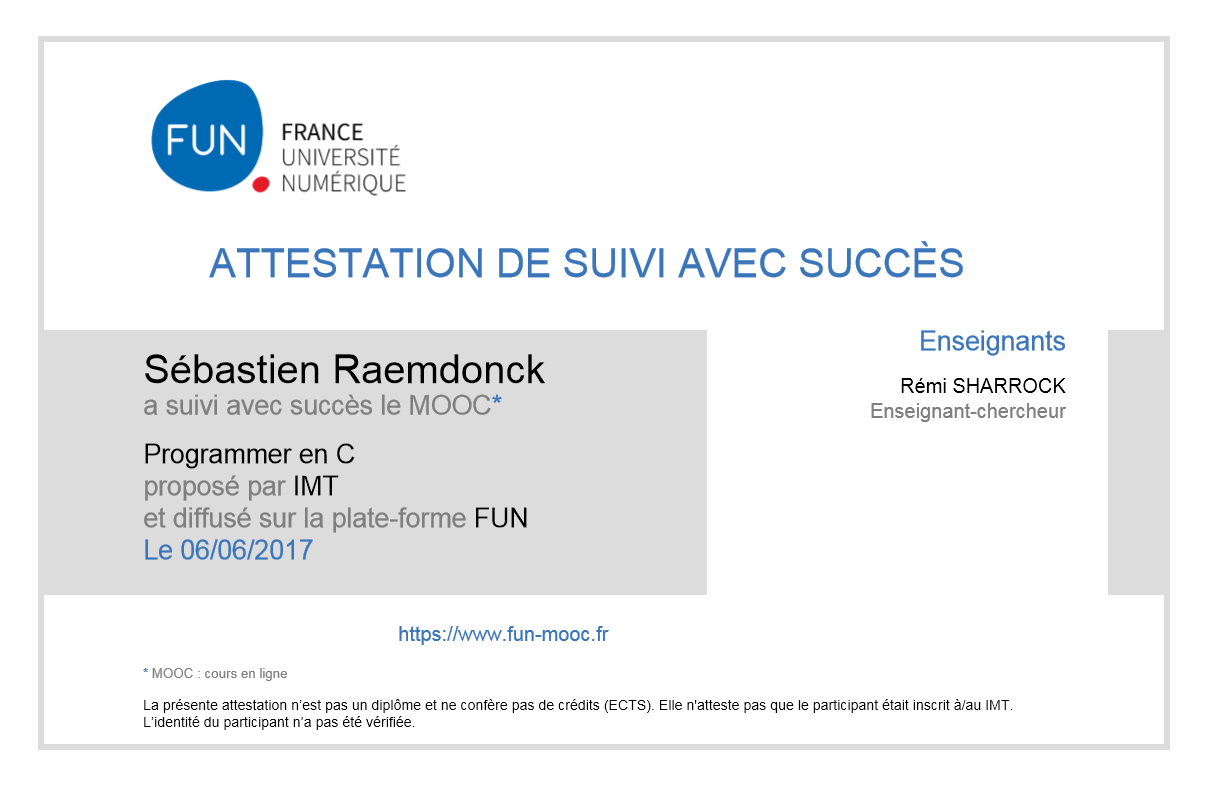 FUN
FRANCE
UNIVERSITÉ
NUMÉRIQUE
ATTESTATION DE SUIVI AVEC SUCCÈS
Sébastien Raemdonck
a suivi avec succès le MOOC*
Programmer en C
proposé par IMT
et diffusé sur la plate-forme FUN
Le 06/06/2017
Enseignants
Rémi SHARROCK
Enseignant-chercheur
https://www.fun-mooc.fr
* MOOC : cours en ligne
La présente attestation n’est pas un diplôme et ne confère pas de crédits (ECTS). Elle n'atteste pas que le participant était inscrit à/au IMT.
L’identité du participant n’a pas été vérifiée.